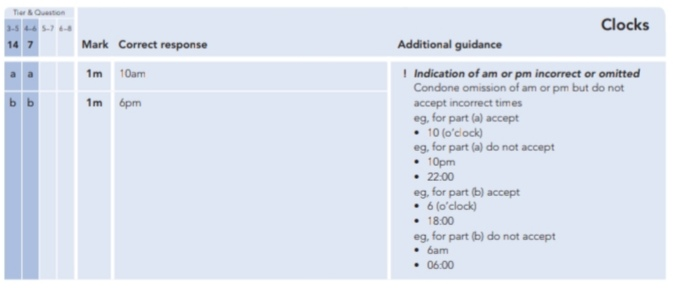 Tier & Question
3–5 4–6 5–7 6–8
Clocks
14 7 Mark Correct response Additional guidance
a a 1m 10am ! Indication of am or pm incorrect or omitted
Condone omission of am or pm but do not
b b 1m 6pm accept incorrect times
eg, for part (a) accept
• 10 (o'clock)
eg, for part (a) do not accept
• 10pm
• 22:00
eg, for part (b) accept
• 6 (o'clock)
• 18:00
eg, for part (b) do not accept
• 6am
• 06:00